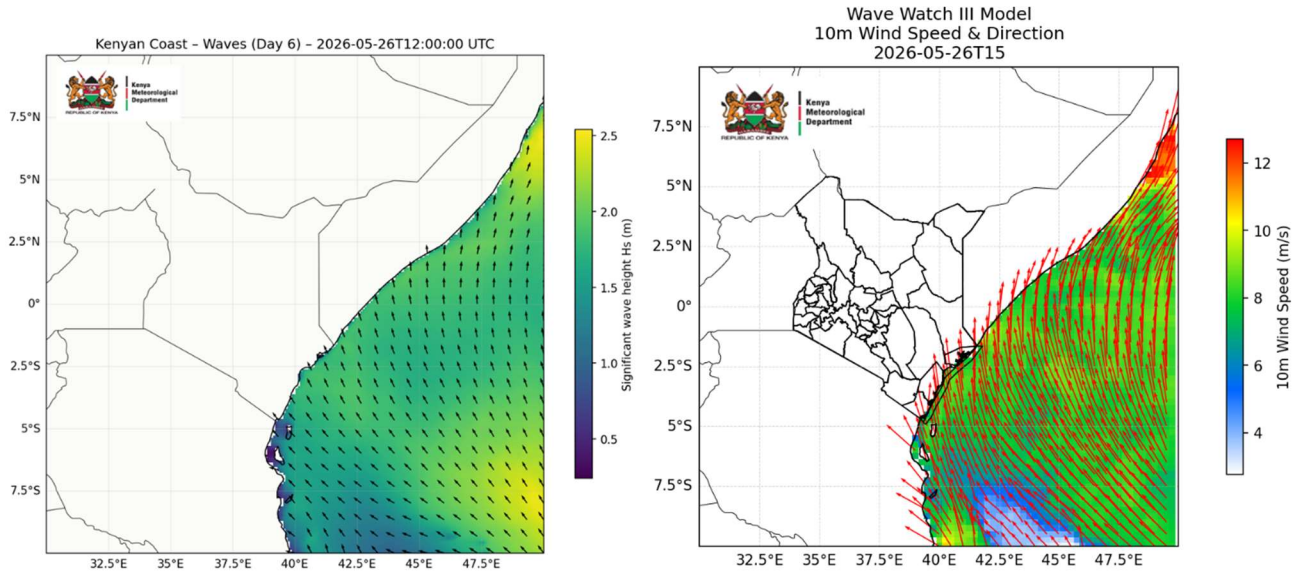 Kenyan Coast – Waves (Day 6) – 2026-05-26T12:00:00 UTC
Kenya
Meteorological
Department
REPUBLIC OF KENYA
7.5°N
5°N
2.5°N
0°
2.5°S
5°S
7.5°S
32.5°E 35°E 37.5°E 40°E 42.5°E 45°E 47.5°E
2.5
2.0
1.5
1.0
0.5
Significant wave height Hs (m)
Wave Watch III Model
10m Wind Speed & Direction
2026-05-26T15
Kenya
Meteorological
Department
REPUBLIC OF KENYA
7.5°N
5°N
2.5°N
0°
2.5°S
5°S
7.5°S
32.5°E 35°E 37.5°E 40°E 42.5°E 45°E 47.5°E
12
10
8
6
4
10m Wind Speed (m/s)